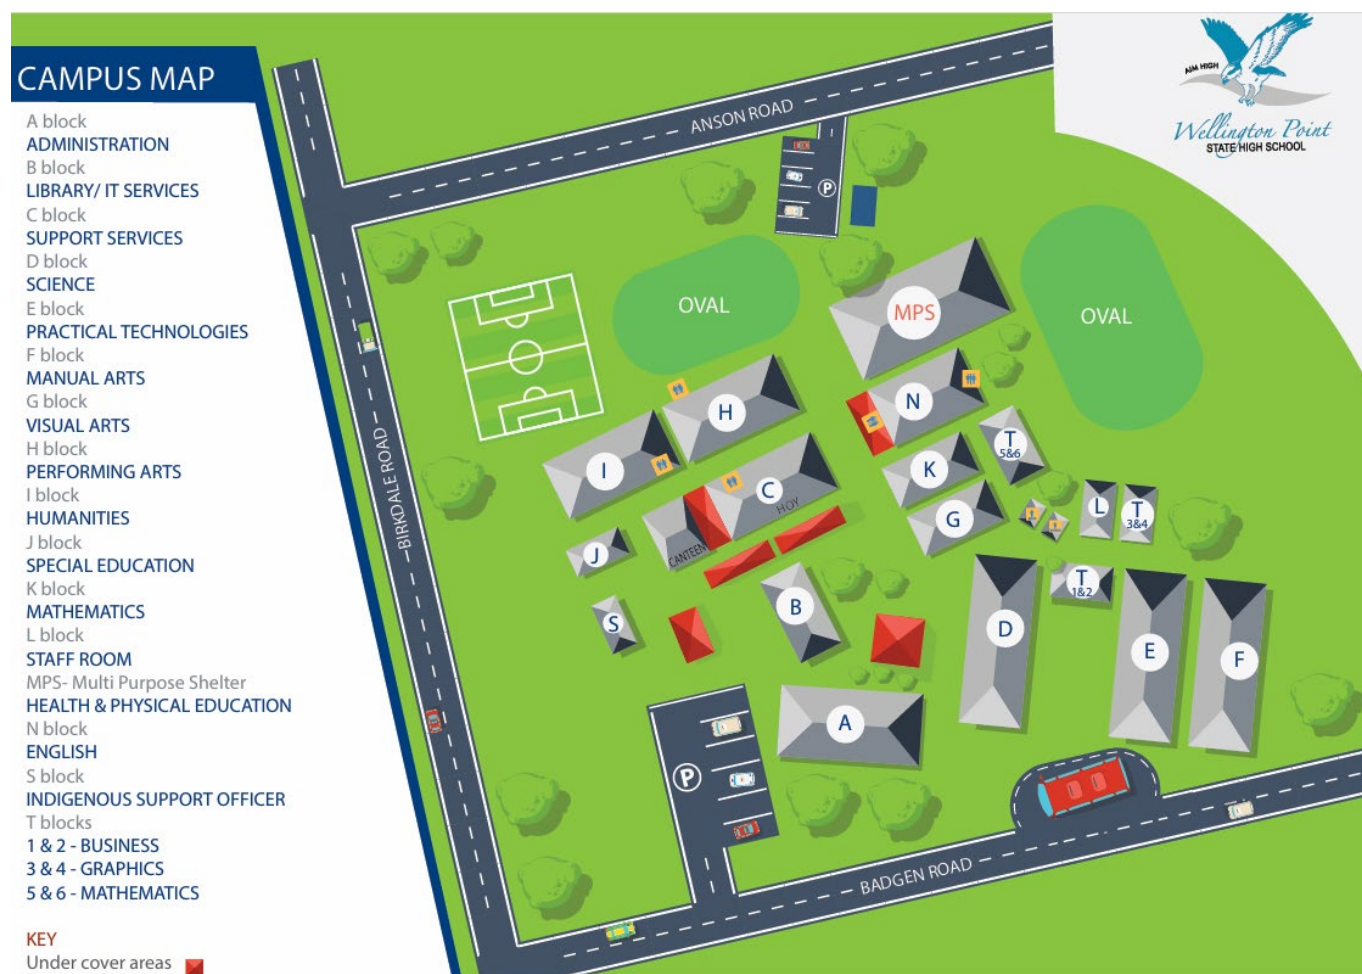 CAMPUS MAP
A block
ADMINISTRATION
B block
LIBRARY/ IT SERVICES
C block
SUPPORT SERVICES
D block
SCIENCE
E block
PRACTICAL TECHNOLOGIES
F block
MANUAL ARTS
G block
VISUAL ARTS
H block
PERFORMING ARTS
I block
HUMANITIES
J block
SPECIAL EDUCATION
K block
MATHEMATICS
L block
STAFF ROOM
MPS- Multi Purpose Shelter
HEALTH & PHYSICAL EDUCATION
N block
ENGLISH
S block
INDIGENOUS SUPPORT OFFICER
T blocks
1 & 2 - BUSINESS
3 & 4 - GRAPHICS
5 & 6 - MATHEMATICS
KEY
Under cover areas
AIM HIGH
Wellington Point
STATE HIGH SCHOOL
ANSON ROAD
P
OVAL
MPS
OVAL
BIRKDALE ROAD
H
N
I
C
HOY
K
T
5&6
CANTEEN
J
G
L
T
3&4
S
B
D
T
1&2
E
F
A
P
BADGEN ROAD